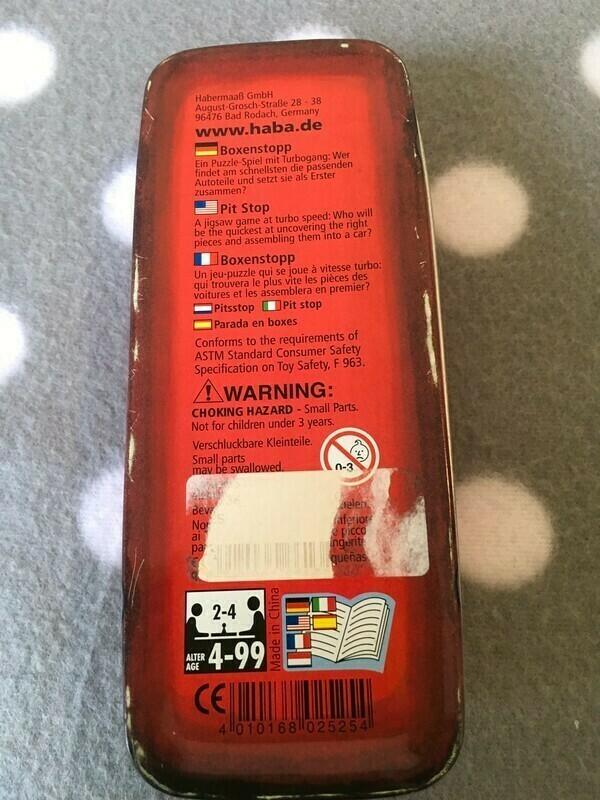 Habermaaß GmbH
August-Grosch-Straße 28 - 38
96476 Bad Rodach, Germany
www.haba.de
Boxenstopp
Ein Puzzle-Spiel mit Turbogang: Wer
findet am schnellsten die passenden
Autoteile und setzt sie als Erster
zusammen?
Pit Stop
A jigsaw game at turbo speed: Who will
be the quickest at uncovering the right
pieces and assembling them into a car?
Boxenstopp
Un jeu-puzzle qui se joue à vitesse turbo:
qui trouvera le plus vite les pièces des
voitures et les assemblera en premier?
Pitsstop Pit stop
Parada en boxes
Conforms to the requirements of
ASTM Standard Consumer Safety
Specification on Toy Safety, F 963.
WARNING:
CHOKING HAZARD - Small Parts.
Not for children under 3 years.
Verschluckbare Kleinteile.
Small parts
may be swallowed.
0-3
2-4
ALTER
AGE 4-99
Made in China
CE
4 010168 025254